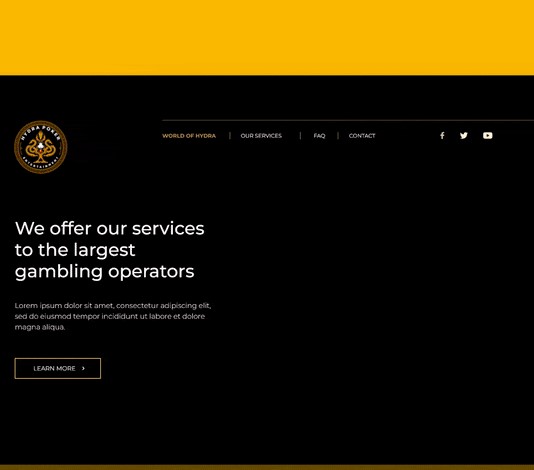 HYDRA POKER
ENTERTAINMENT
WORLD OF HYDRA | OUR SERVICES | FAQ | CONTACT
We offer our services
to the largest
gambling operators
Lorem ipsum dolor sit amet, consectetur adipiscing elit,
sed do eiusmod tempor incididunt ut labore et dolore
magna aliqua.
LEARN MORE ›